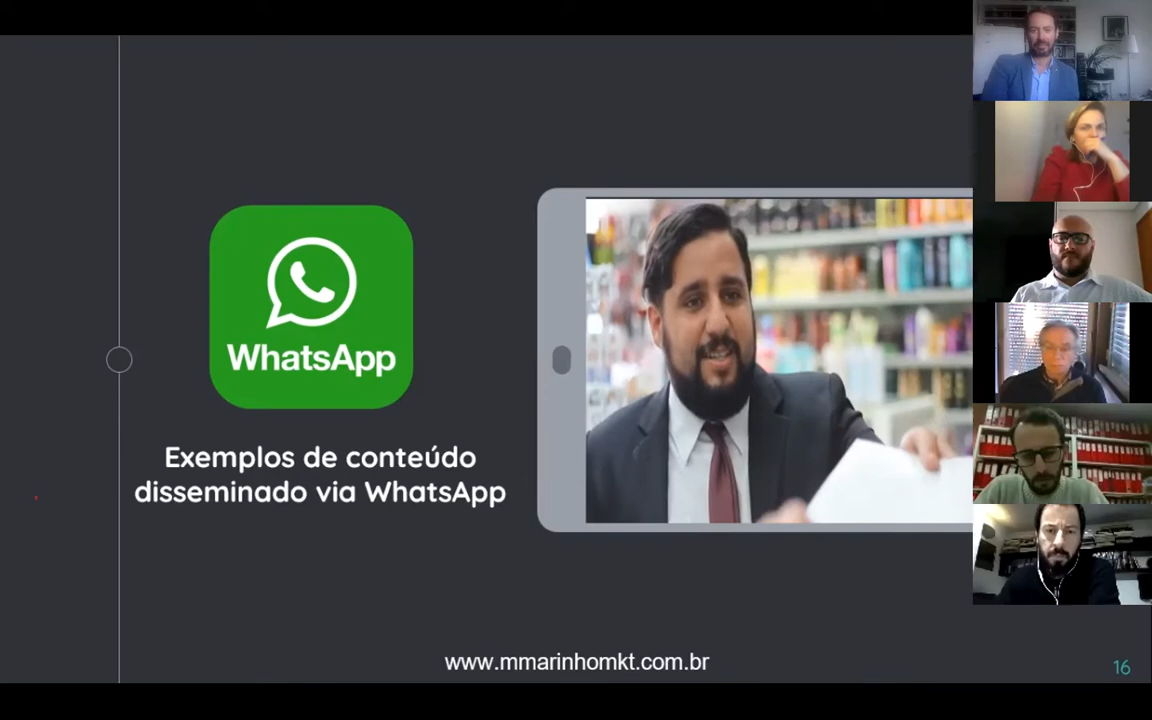 WhatsApp
Exemplos de conteúdo
disseminado via WhatsApp
www.mmarinhomkt.com.br
16